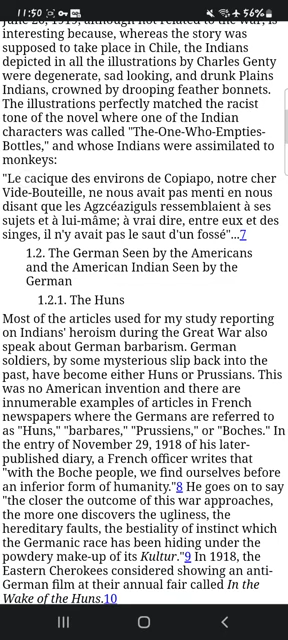 11:50
56%
June 28, 1919, although not related to the war, is
interesting because, whereas the story was
supposed to take place in Chile, the Indians
depicted in all the illustrations by Charles Genty
were degenerate, sad looking, and drunk Plains
Indians, crowned by drooping feather bonnets.
The illustrations perfectly matched the racist
tone of the novel where one of the Indian
characters was called "The-One-Who-Empties-
Bottles," and whose Indians were assimilated to
monkeys:
"Le cacique des environs de Copiapo, notre cher
Vide-Bouteille, ne nous avait pas menti en nous
disant que les Agzcéaziguls ressemblaient à ses
sujets et à lui-mâme; à vrai dire, entre eux et des
singes, il n'y avait pas le saut d'un fossé"...7
1.2. The German Seen by the Americans
and the American Indian Seen by the
German
1.2.1. The Huns
Most of the articles used for my study reporting
on Indians' heroism during the Great War also
speak about German barbarism. German
soldiers, by some mysterious slip back into the
past, have become either Huns or Prussians. This
was no American invention and there are
innumerable examples of articles in French
newspapers where the Germans are referred to
as "Huns," "barbares," "Prussiens," or "Boches." In
the entry of November 29, 1918 of his later-
published diary, a French officer writes that
"with the Boche people, we find ourselves before
an inferior form of humanity."8 He goes on to say
"the closer the outcome of this war approaches,
the more one discovers the ugliness, the
hereditary faults, the bestiality of instinct which
the Germanic race has been hiding under the
powdery make-up of its Kultur."9 In 1918, the
Eastern Cherokees considered showing an anti-
German film at their annual fair called In the
Wake of the Huns.10